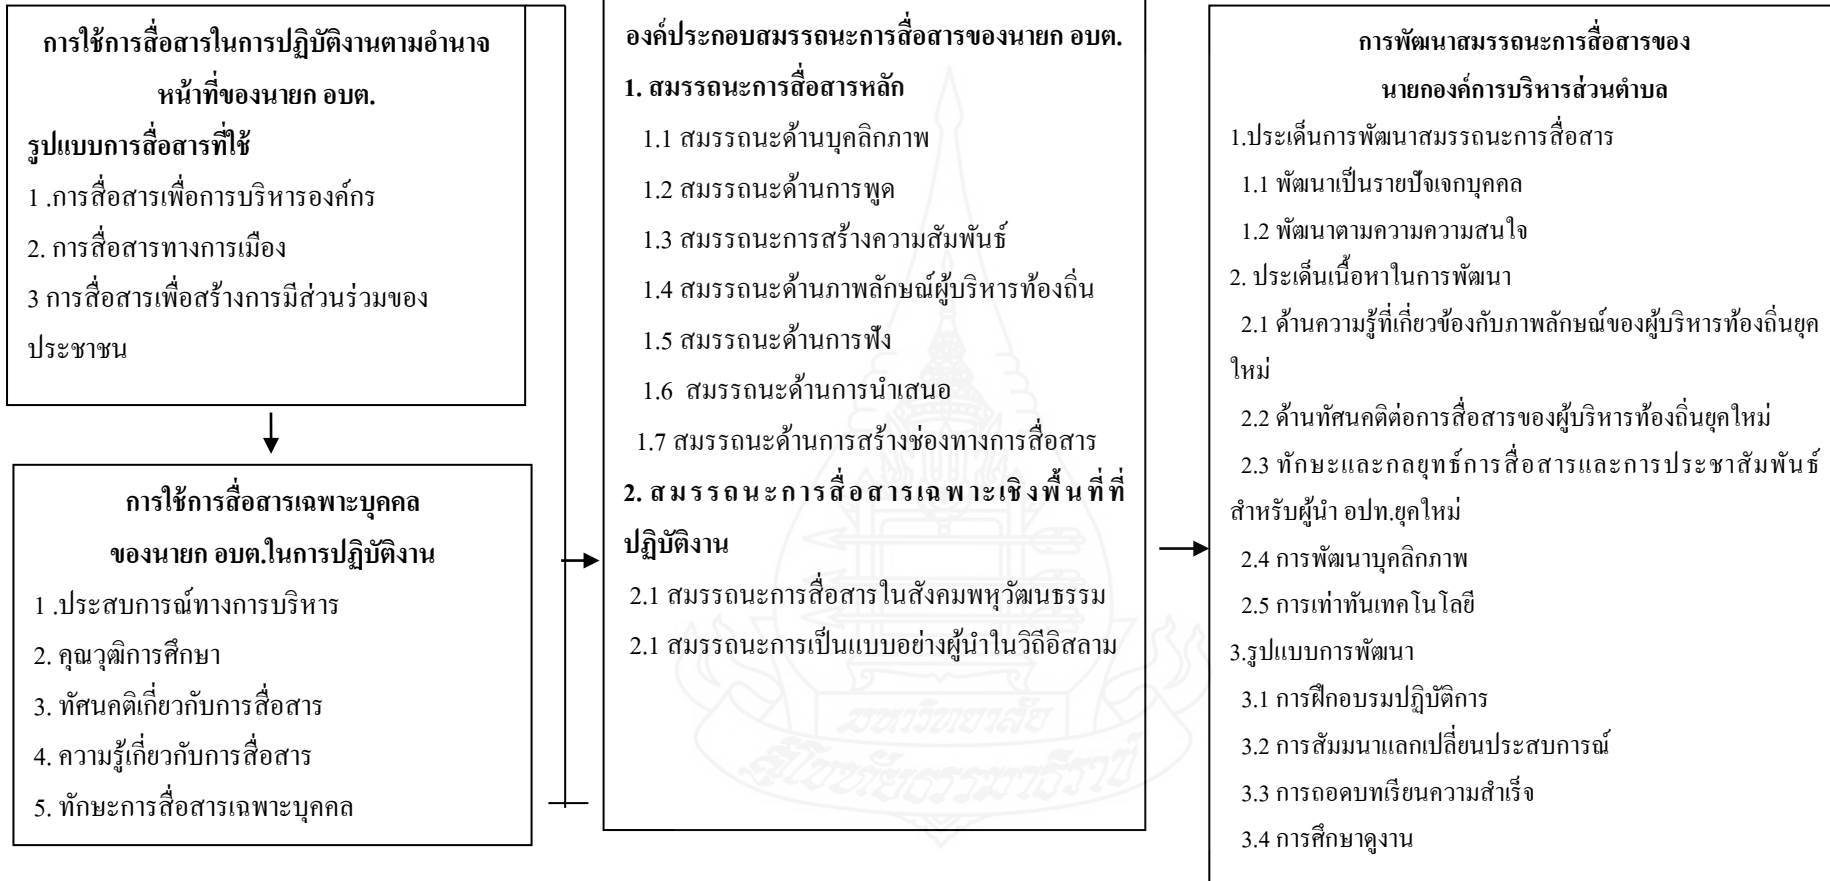 การใช้การสื่อสารในการปฏิบัติงานตามอำนาจ
หน้าที่ของนายก อบต.
รูปแบบการสื่อสารที่ใช้
1 .การสื่อสารเพื่อการบริหารองค์กร
2. การสื่อสารทางการเมือง
3 การสื่อสารเพื่อสร้างการมีส่วนร่วมของ
ประชาชน
การใช้การสื่อสารเฉพาะบุคคล
ของนายก อบต.ในการปฏิบัติงาน
1 .ประสบการณ์ทางการบริหาร
2. คุณวุฒิการศึกษา
3. ทัศนคติเกี่ยวกับการสื่อสาร
4. ความรู้เกี่ยวกับการสื่อสาร
5. ทักษะการสื่อสารเฉพาะบุคคล
องค์ประกอบสมรรถนะการสื่อสารของนายก อบต.
1. สมรรถนะการสื่อสารหลัก
1.1 สมรรถนะด้านบุคลิกภาพ
1.2 สมรรถนะด้านการพูด
1.3 สมรรถนะการสร้างความสัมพันธ์
1.4 สมรรถนะด้านภาพลักษณ์ผู้บริหารท้องถิ่น
1.5 สมรรถนะด้านการฟัง
1.6 สมรรถนะด้านการนำเสนอ
1.7 สมรรถนะด้านการสร้างช่องทางการสื่อสาร
2. สมรรถนะการสื่อสารเฉพาะเชิงพื้นที่ที่
ปฏิบัติงาน
2.1 สมรรถนะการสื่อสารในสังคมพหุวัฒนธรรม
2.1 สมรรถนะการเป็นแบบอย่างผู้นำในวิถีอิสลาม
มหาวิทยาลัย
สุโขทัยธรรมาธิราช
การพัฒนาสมรรถนะการสื่อสารของ
นายกองค์การบริหารส่วนตำบล
1.ประเด็นการพัฒนาสมรรถนะการสื่อสาร
1.1 พัฒนาเป็นรายปัจเจกบุคคล
1.2 พัฒนาตามความความสนใจ
2. ประเด็นเนื้อหาในการพัฒนา
2.1 ด้านความรู้ที่เกี่ยวข้องกับภาพลักษณ์ของผู้บริหารท้องถิ่นยุค
ใหม่
2.2 ด้านทัศนคติต่อการสื่อสารของผู้บริหารท้องถิ่นยุคใหม่
2.3 ทักษะและกลยุทธ์การสื่อสารและการประชาสัมพันธ์
สำหรับผู้นำ อปท.ยุคใหม่
2.4 การพัฒนาบุคลิกภาพ
2.5 การเท่าทันเทคโนโลยี
3.รูปแบบการพัฒนา
3.1 การฝึกอบรมปฏิบัติการ
3.2 การสัมมนาแลกเปลี่ยนประสบการณ์
3.3 การถอดบทเรียนความสำเร็จ
3.4 การศึกษาดูงาน